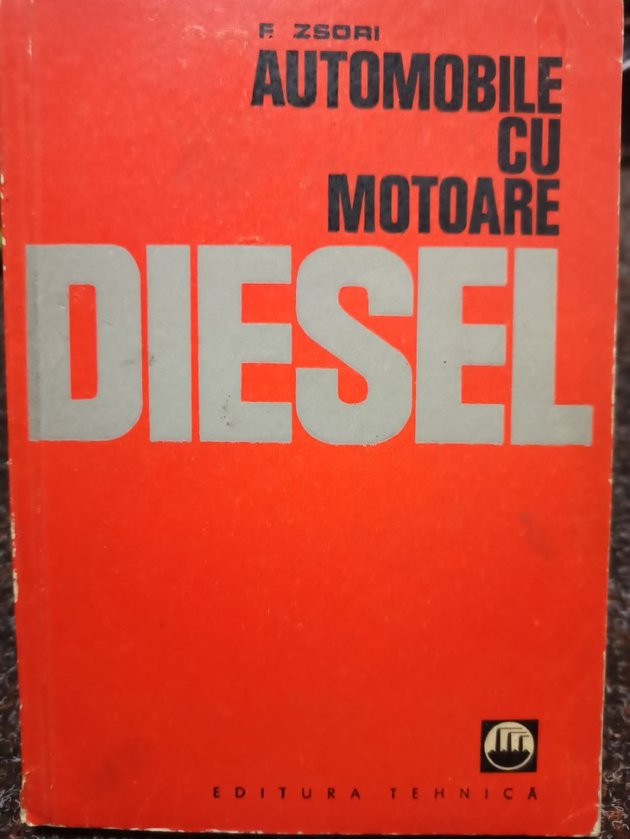 F. ZSORI
AUTOMOBILE
CU
MOTOARE
DIESEL
EDITURA TEHNICĂ